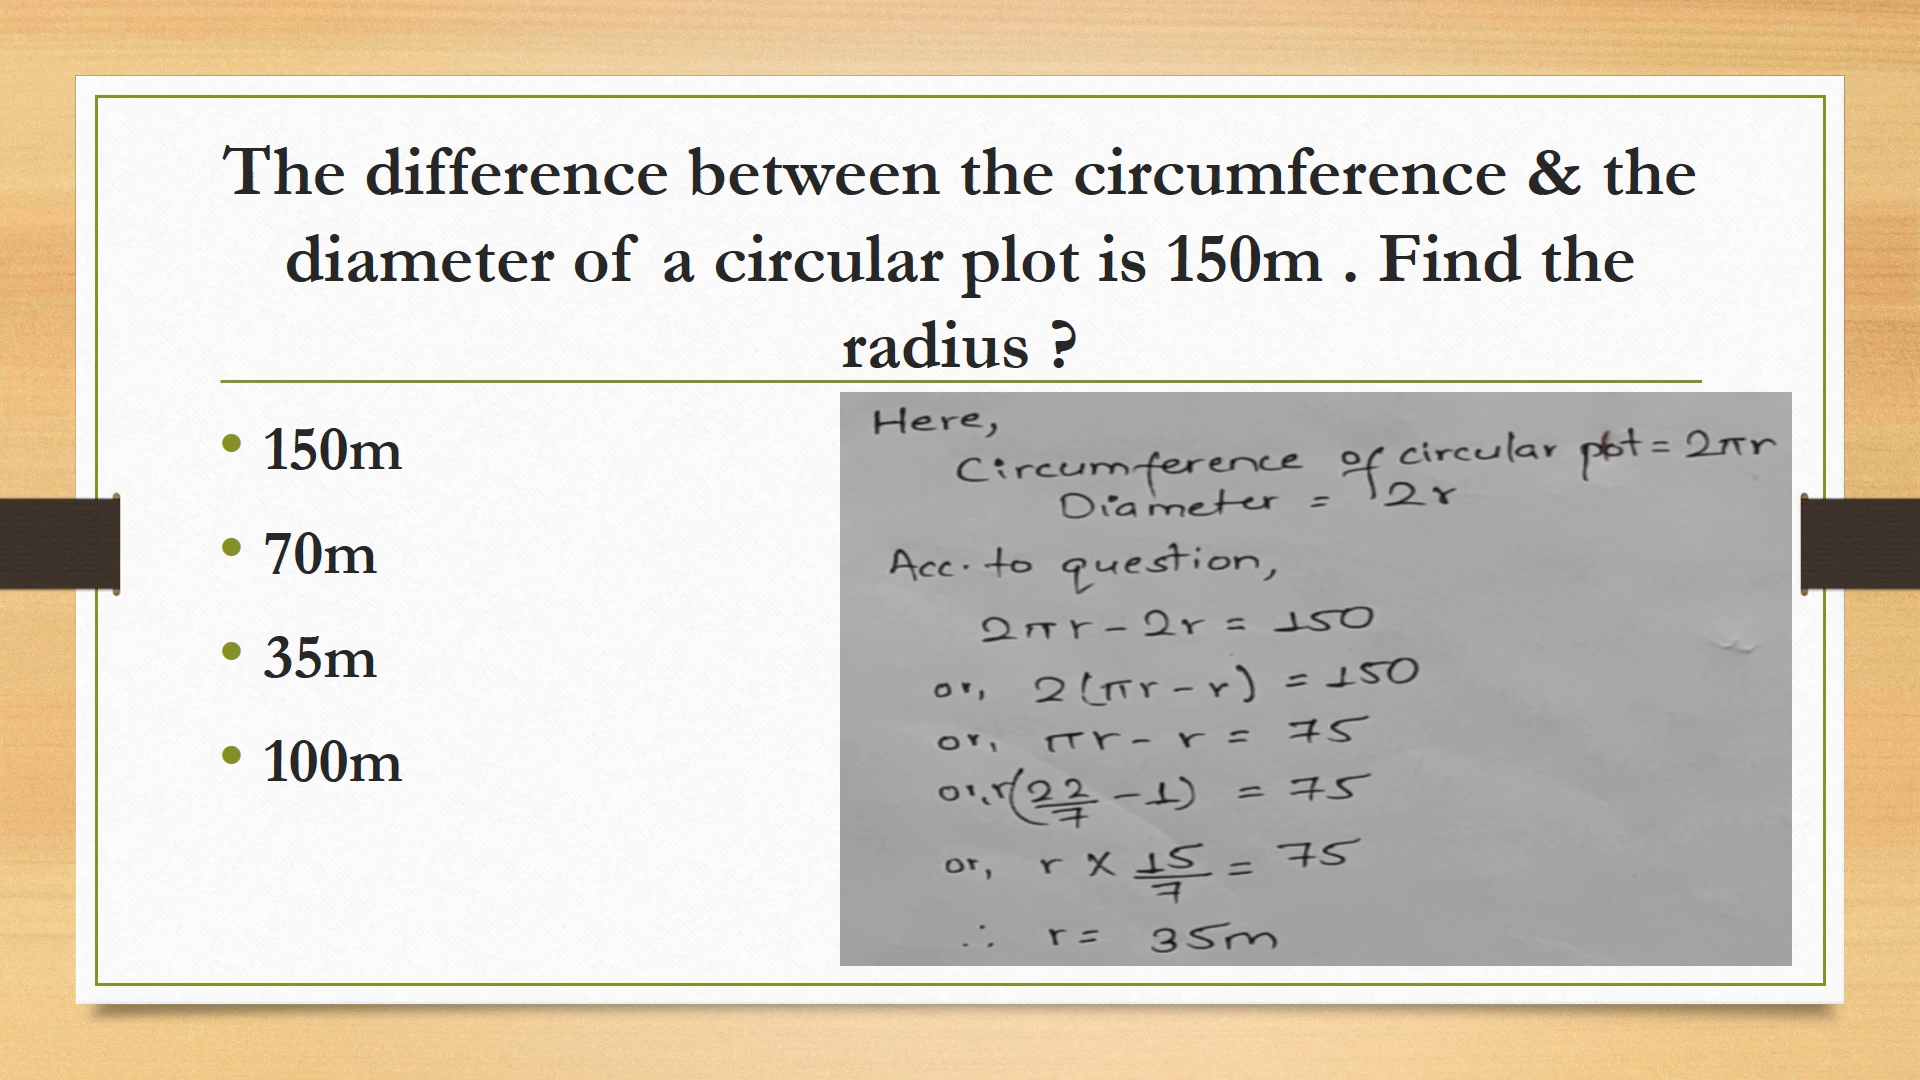 The difference between the circumference & the
diameter of a circular plot is 150m . Find the
radius ?
• 150m
• 70m
• 35m
• 100m
Here,
Circumference of circular plot = 2πr
Diameter = 2r
Acc. to question,
2πr - 2r = 150
or, 2(πr - r) = 150
or, πr - r = 75
or, r(22/7 - 1) = 75
or, r × 15/7 = 75
∴ r = 35m